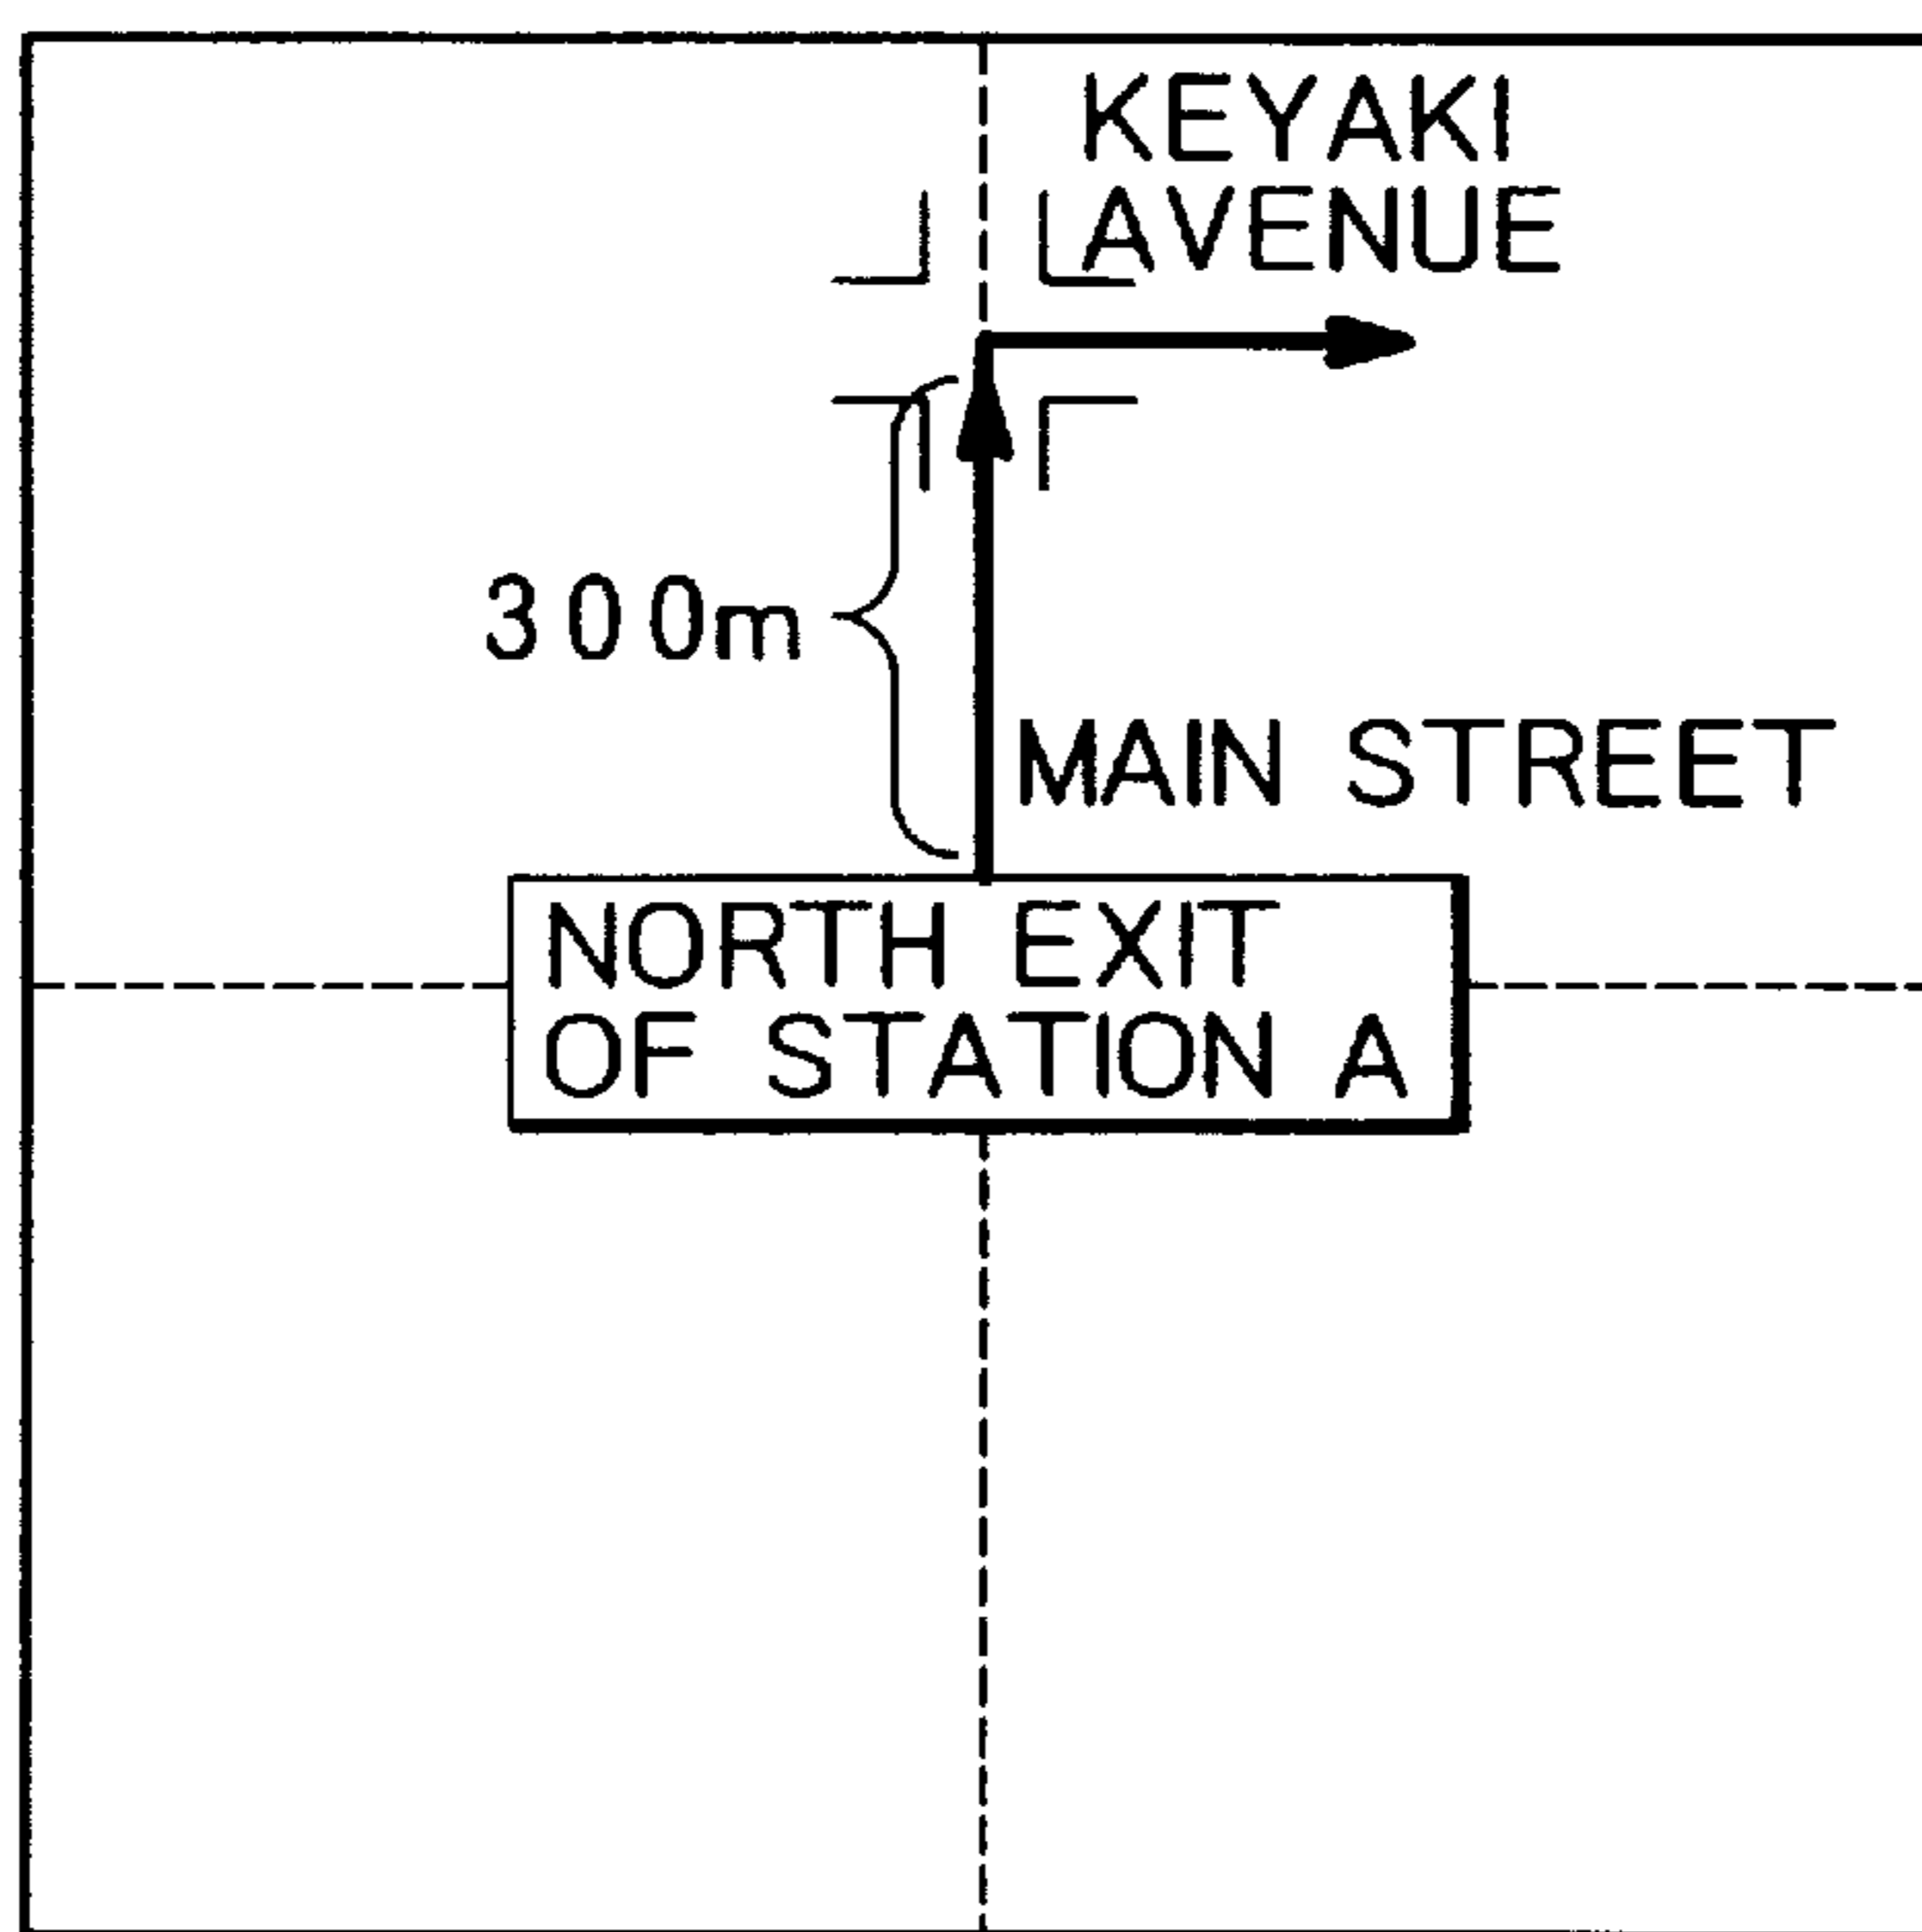 KEYAKI
AVENUE
300m
MAIN STREET
NORTH EXIT
OF STATION A